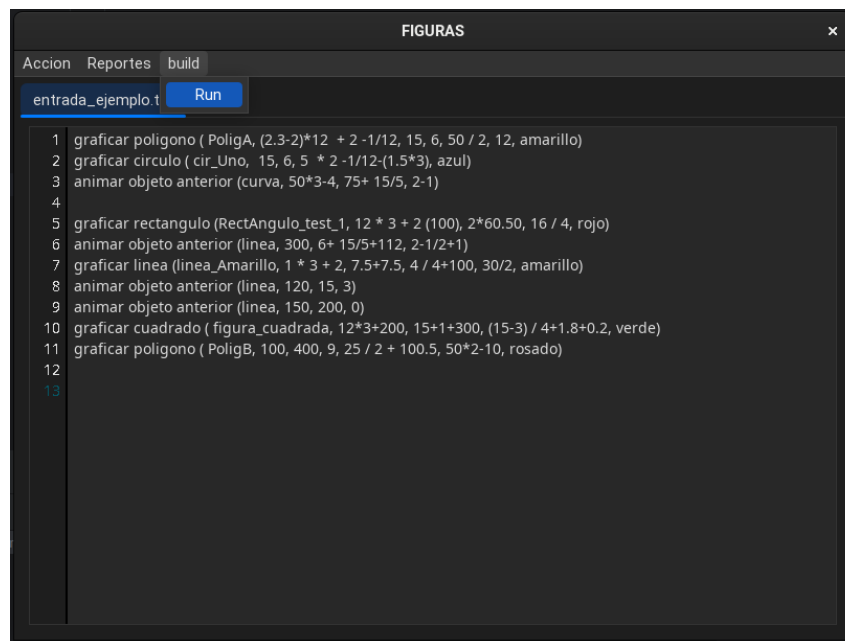 FIGURAS ×
Accion Reportes build
entrada_ejemplo.t Run
1 graficar poligono ( PoligA, (2.3-2)*12  + 2 -1/12, 15, 6, 50 / 2, 12, amarillo)
2 graficar circulo ( cir_Uno,  15, 6, 5  * 2 -1/12-(1.5*3), azul)
3 animar objeto anterior (curva, 50*3-4, 75+ 15/5, 2-1)
4
5 graficar rectangulo (RectAngulo_test_1, 12 * 3 + 2 (100), 2*60.50, 16 / 4, rojo)
6 animar objeto anterior (linea, 300, 6+ 15/5+112, 2-1/2+1)
7 graficar linea (linea_Amarillo, 1 * 3 + 2, 7.5+7.5, 4 / 4+100, 30/2, amarillo)
8 animar objeto anterior (linea, 120, 15, 3)
9 animar objeto anterior (linea, 150, 200, 0)
10 graficar cuadrado ( figura_cuadrada, 12*3+200, 15+1+300, (15-3) / 4+1.8+0.2, verde)
11 graficar poligono ( PoligB, 100, 400, 9, 25 / 2 + 100.5, 50*2-10, rosado)
12
13